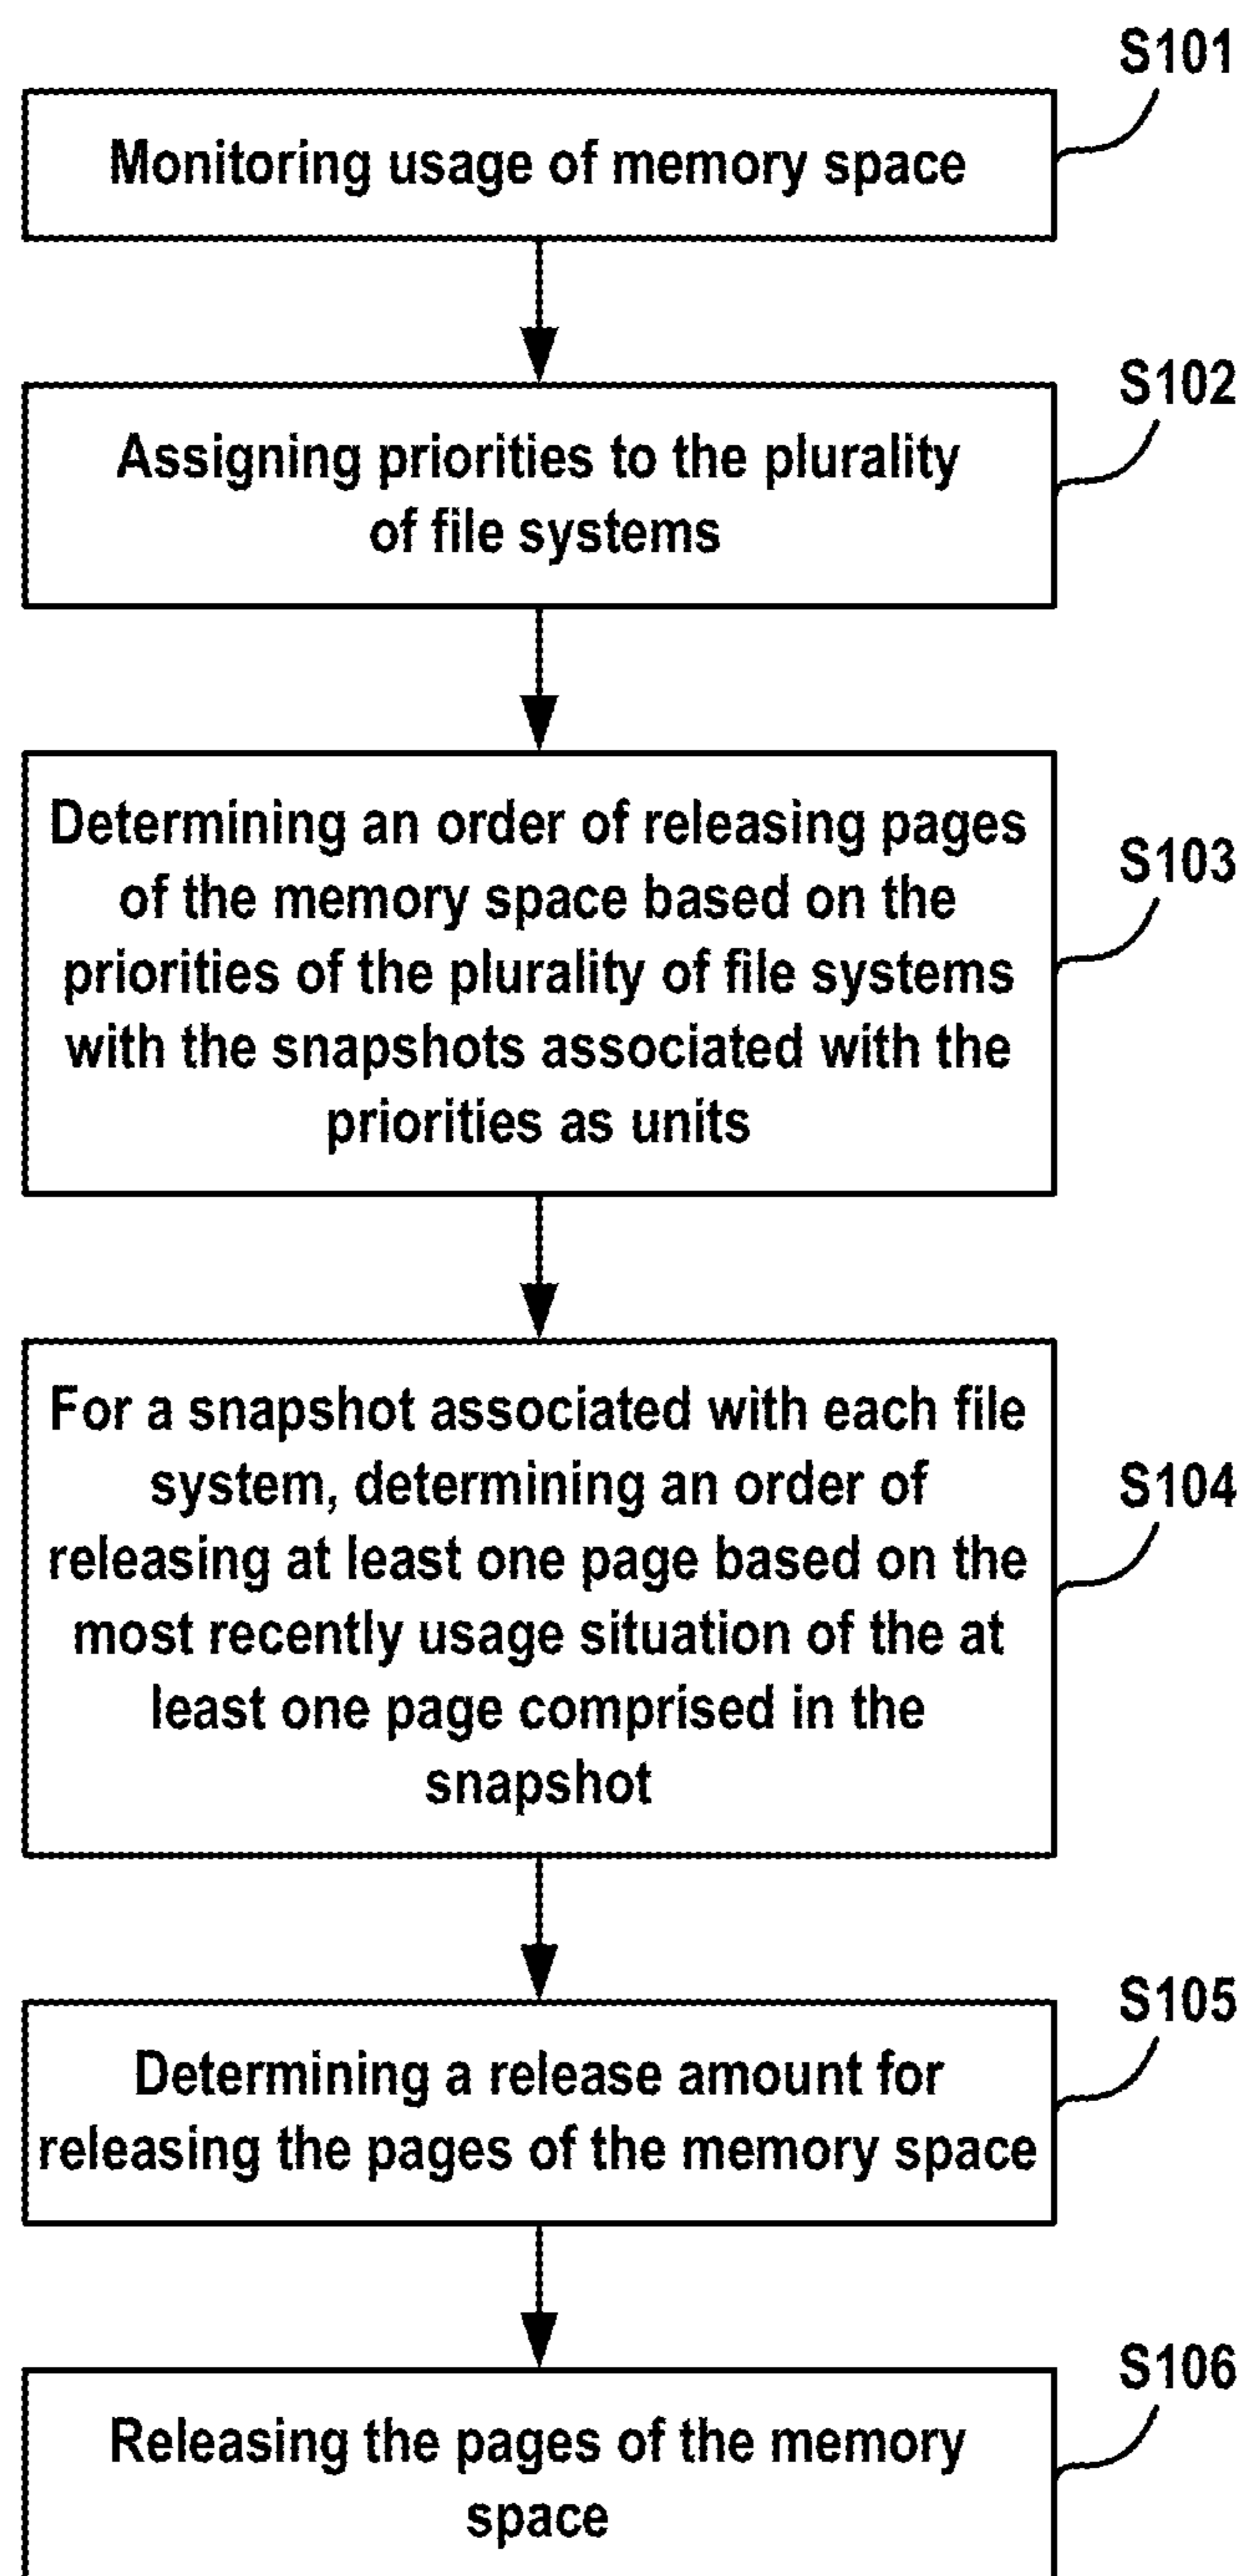 S101
Monitoring usage of memory space
S102
Assigning priorities to the plurality
of file systems
S103
Determining an order of releasing pages
of the memory space based on the
priorities of the plurality of file systems
with the snapshots associated with the
priorities as units
S104
For a snapshot associated with each file
system, determining an order of
releasing at least one page based on the
most recently usage situation of the at
least one page comprised in the
snapshot
S105
Determining a release amount for
releasing the pages of the memory space
S106
Releasing the pages of the memory
space